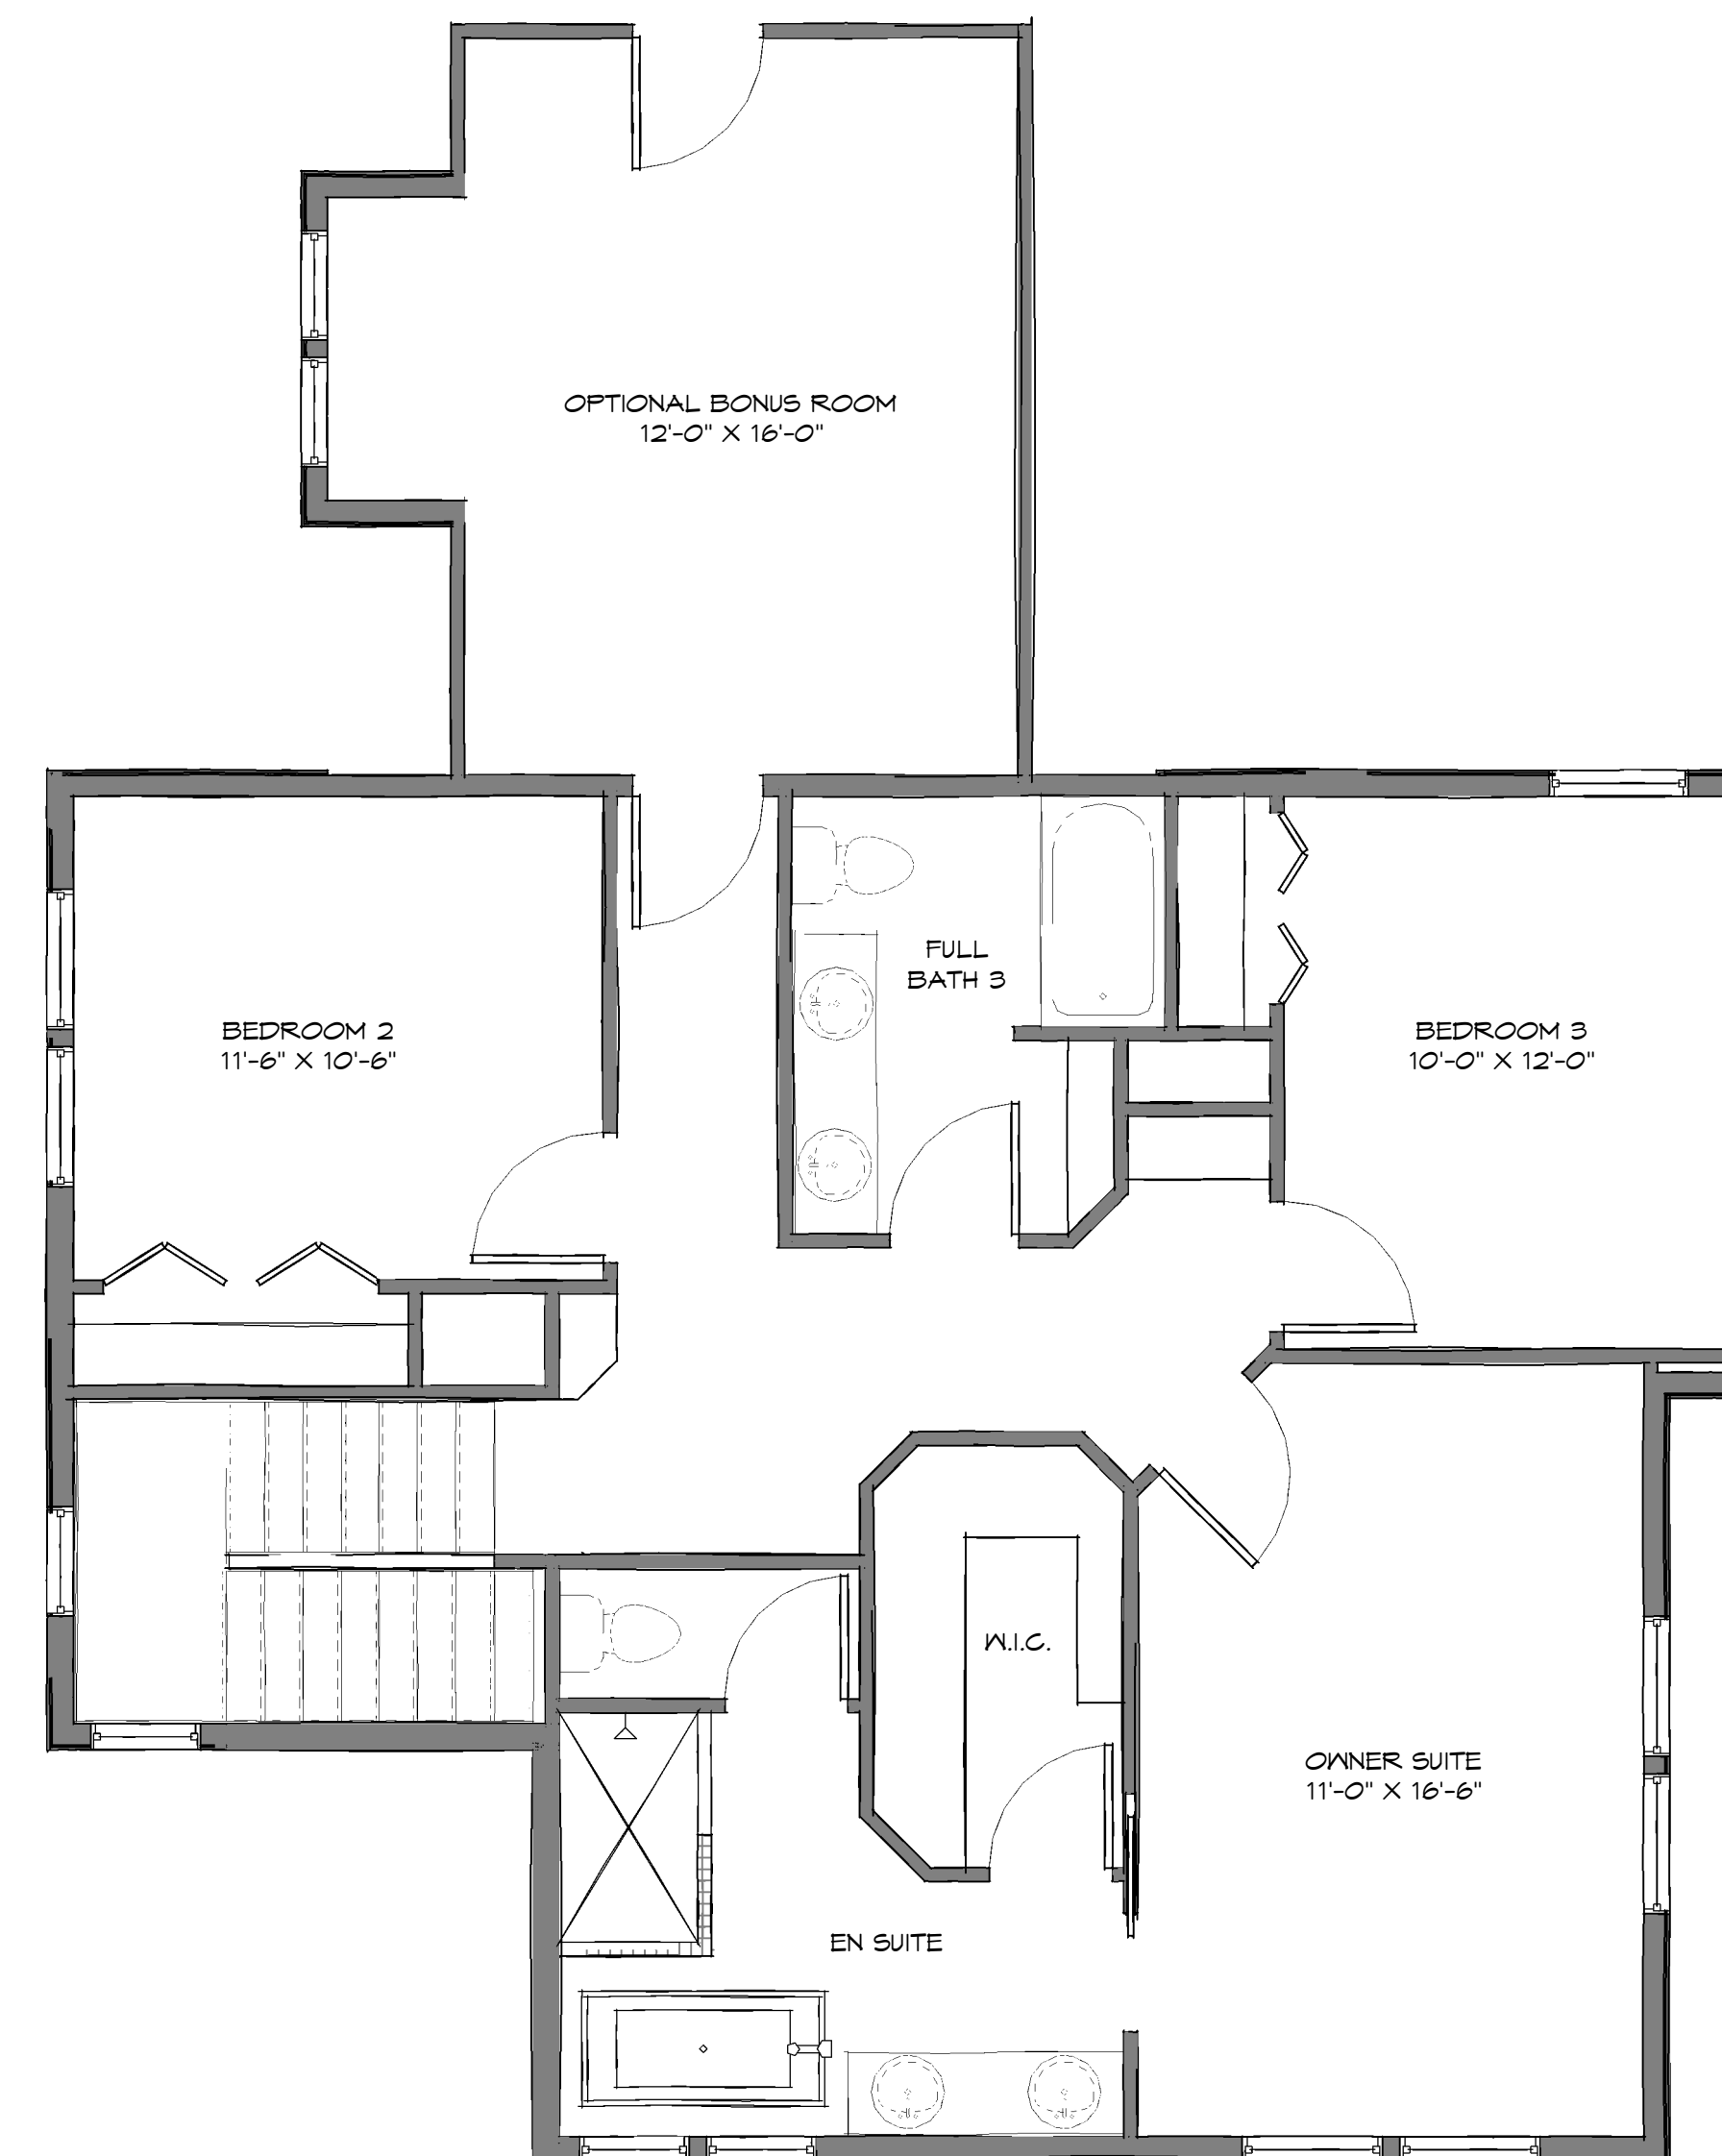 OPTIONAL BONUS ROOM
12'-0" X 16'-0"
FULL
BATH 3
BEDROOM 2
11'-6" X 10'-6"
BEDROOM 3
10'-0" X 12'-0"
W.I.C.
OWNER SUITE
11'-0" X 16'-6"
EN SUITE